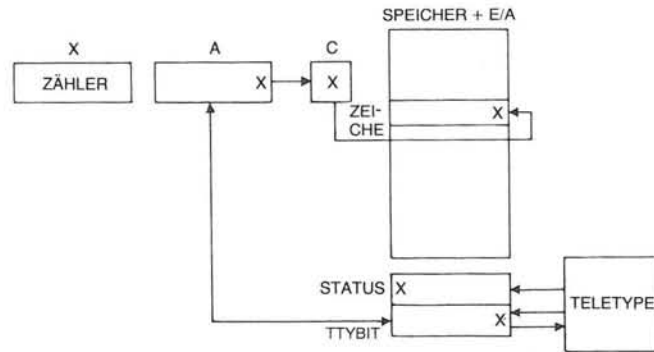 SPEICHER + E/A
X A C
ZÄHLER X X
ZEI- X
CHE
STATUS X
TELETYPE
TTYBIT X